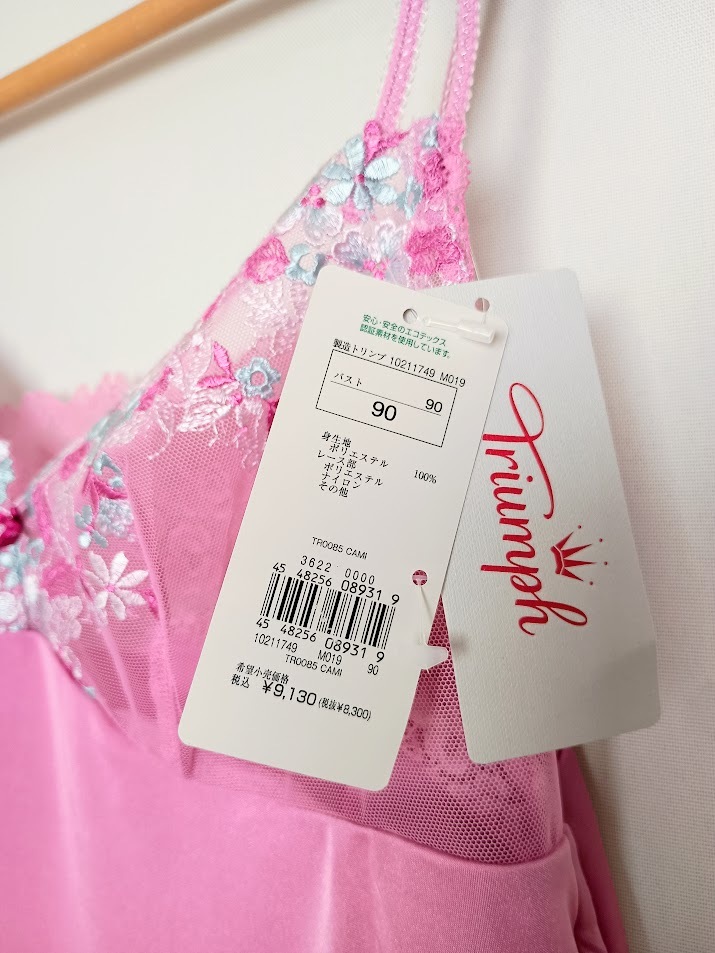 安心・安全のエコテックス
認証素材を使用しています。
製造トリンプ 10211749 M019
バスト 90
90
身生地
ポリエステル 100%
レース部
ポリエステル
ナイロン
その他
TR0085 CAMI
3622 0000
45 48256 08931 9
45 48256 08931 9
10211749 M019 90
TR0085 CAMI
希望小売価格
税込 ¥9,130 (税抜¥8,300)
Triumph